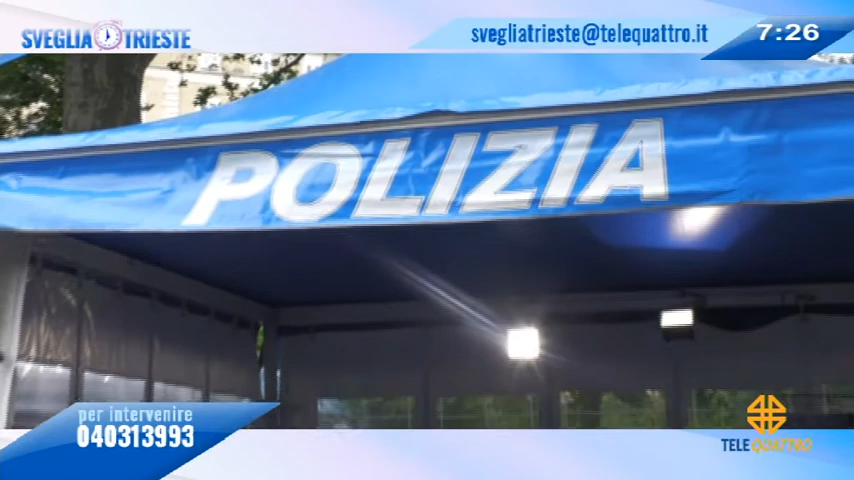 SVEGLIA TRIESTE
svegliatrieste@telequattro.it
7:26
POLIZIA
per intervenire
040313993
TELEQUATTRO